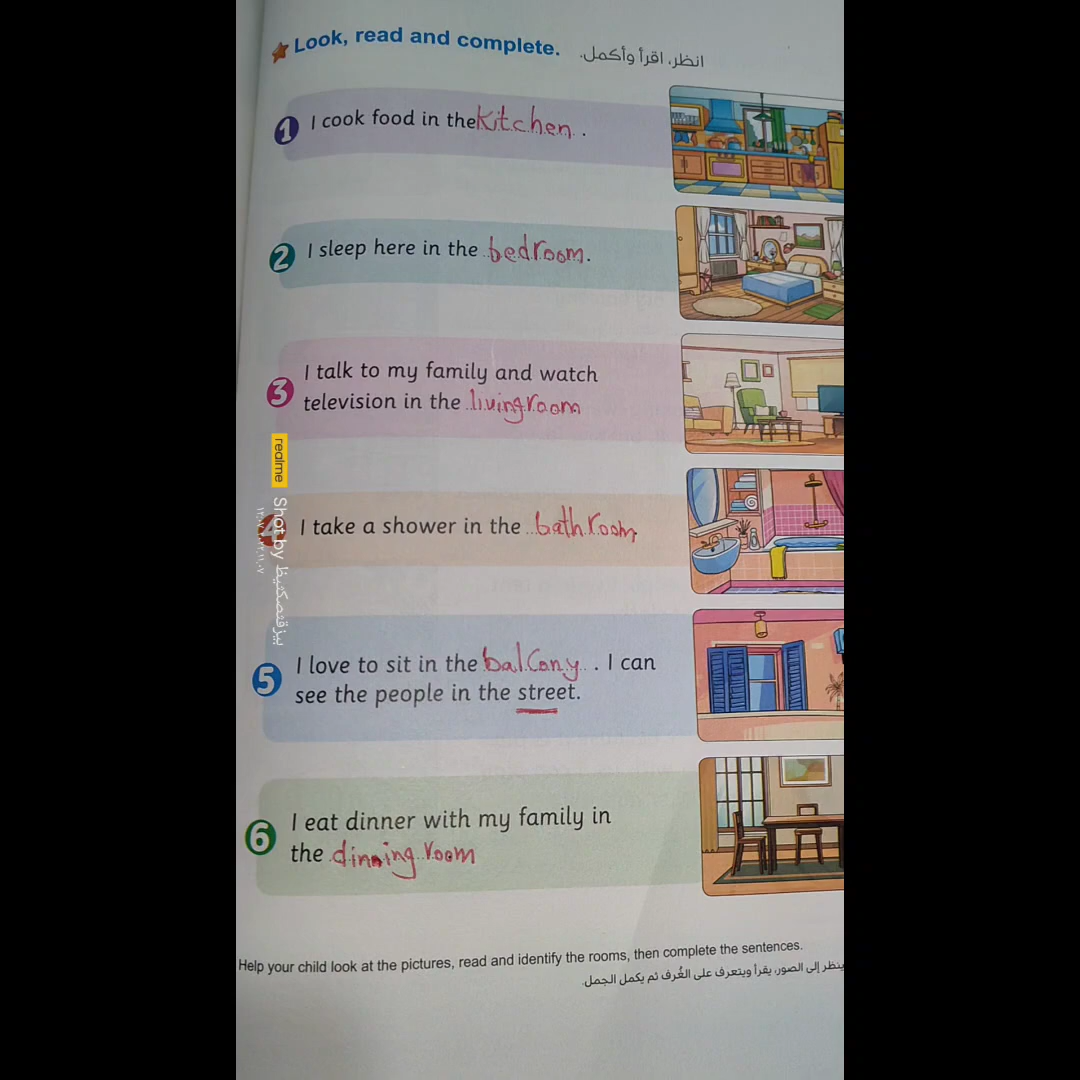 Look, read and complete. انظر، اقرأ وأكمل.
1 I cook food in the kitchen .
2 I sleep here in the bedroom.
3 I talk to my family and watch
television in the living room
4 I take a shower in the bathroom
5 I love to sit in the balcony . I can
see the people in the street.
6 I eat dinner with my family in
the dinning room
Help your child look at the pictures, read and identify the rooms, then complete the sentences.
ينظر إلى الصور، يقرأ ويتعرف على الغُرف ثم يكمل الجمل.
realme Shot by